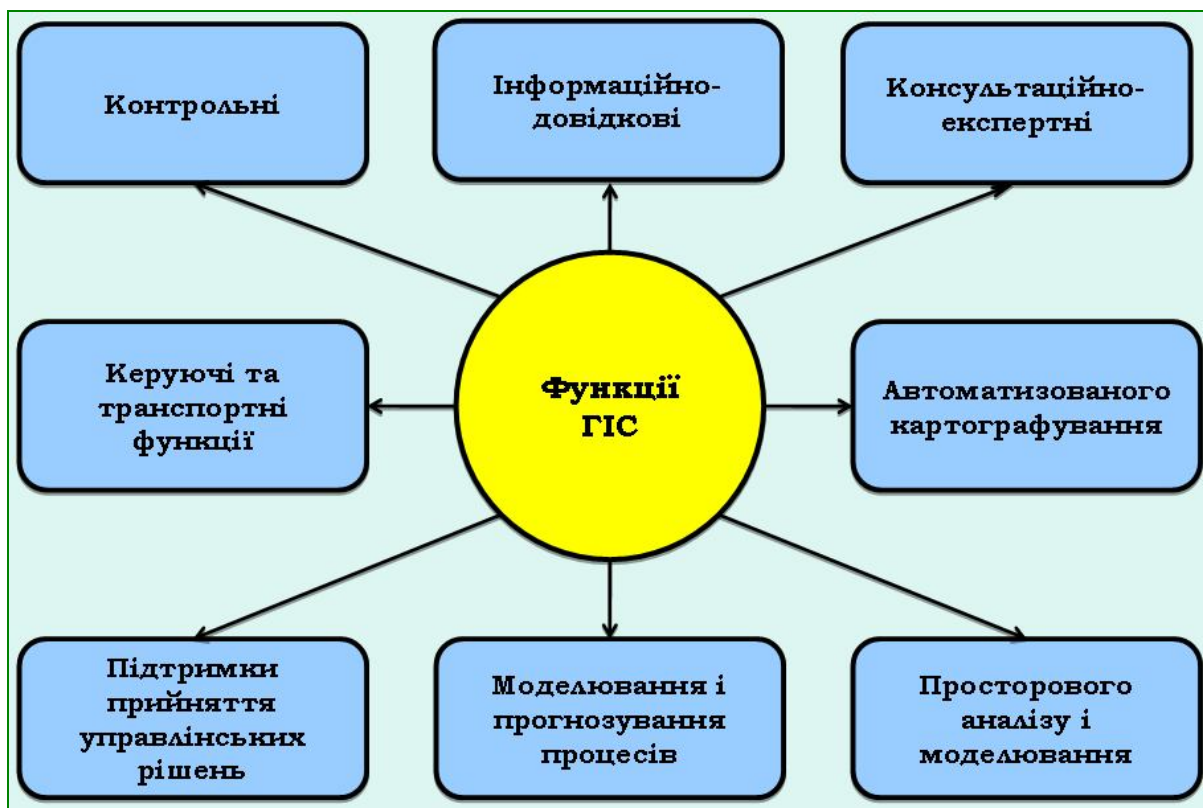 Контрольні
Інформаційно-
довідкові
Консультаційно-
експертні
Керуючі та
транспортні
функції
Функції
ГІС
Автоматизованого
картографування
Підтримки
прийняття
управлінських
рішень
Моделювання і
прогнозування
процесів
Просторового
аналізу і
моделювання